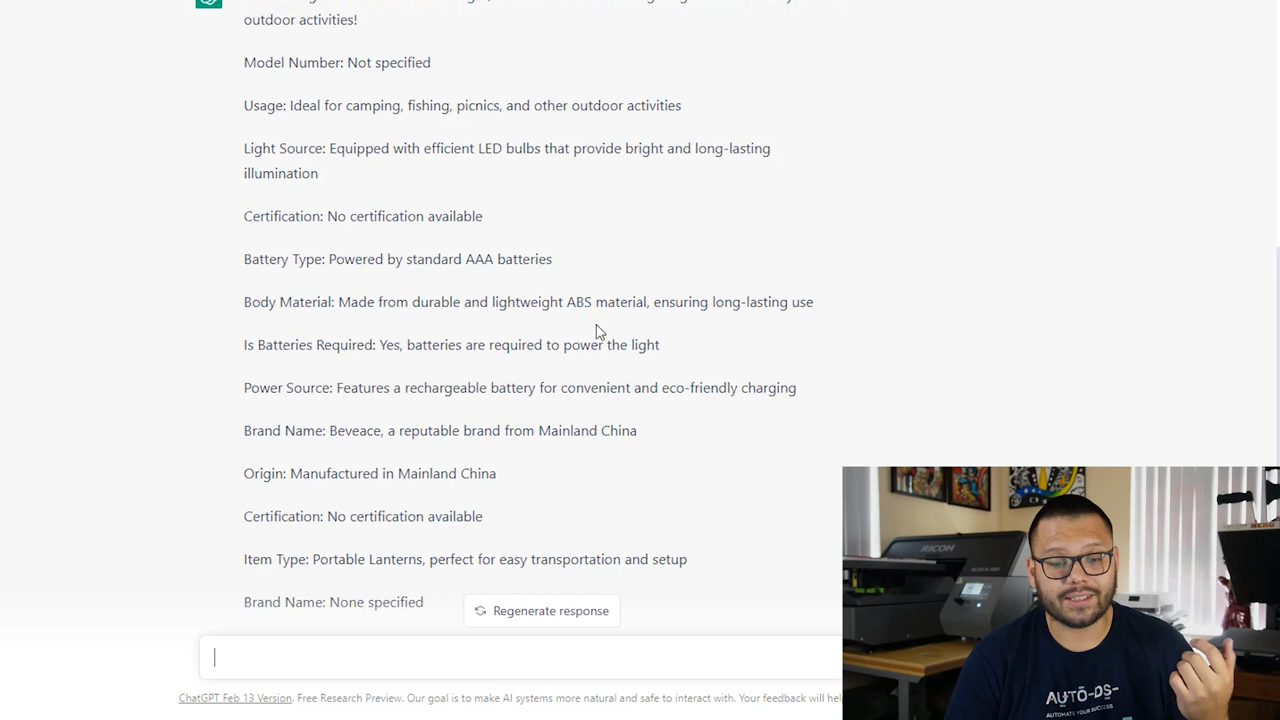 outdoor activities!
Model Number: Not specified
Usage: Ideal for camping, fishing, picnics, and other outdoor activities
Light Source: Equipped with efficient LED bulbs that provide bright and long-lasting
illumination
Certification: No certification available
Battery Type: Powered by standard AAA batteries
Body Material: Made from durable and lightweight ABS material, ensuring long-lasting use
Is Batteries Required: Yes, batteries are required to power the light
Power Source: Features a rechargeable battery for convenient and eco-friendly charging
Brand Name: Beveace, a reputable brand from Mainland China
Origin: Manufactured in Mainland China
Certification: No certification available
Item Type: Portable Lanterns, perfect for easy transportation and setup
Brand Name: None specified
Regenerate response
ChatGPT Feb 13 Version. Free Research Preview. Our goal is to make AI systems more natural and safe to interact with. Your feedback will
RICOH
AUTO-DS-
AUTOMATE YOUR SUCCESS